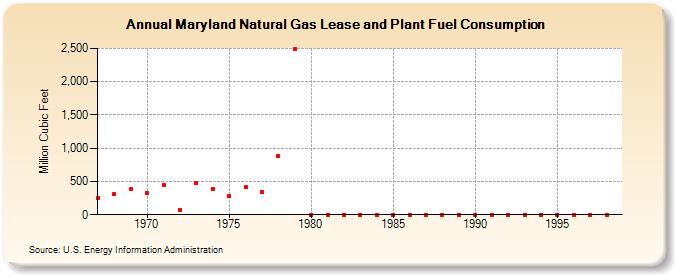 Annual Maryland Natural Gas Lease and Plant Fuel Consumption
Million Cubic Feet
2,500
2,000
1,500
1,000
500
0
1970 1975 1980 1985 1990 1995
Source: U.S. Energy Information Administration